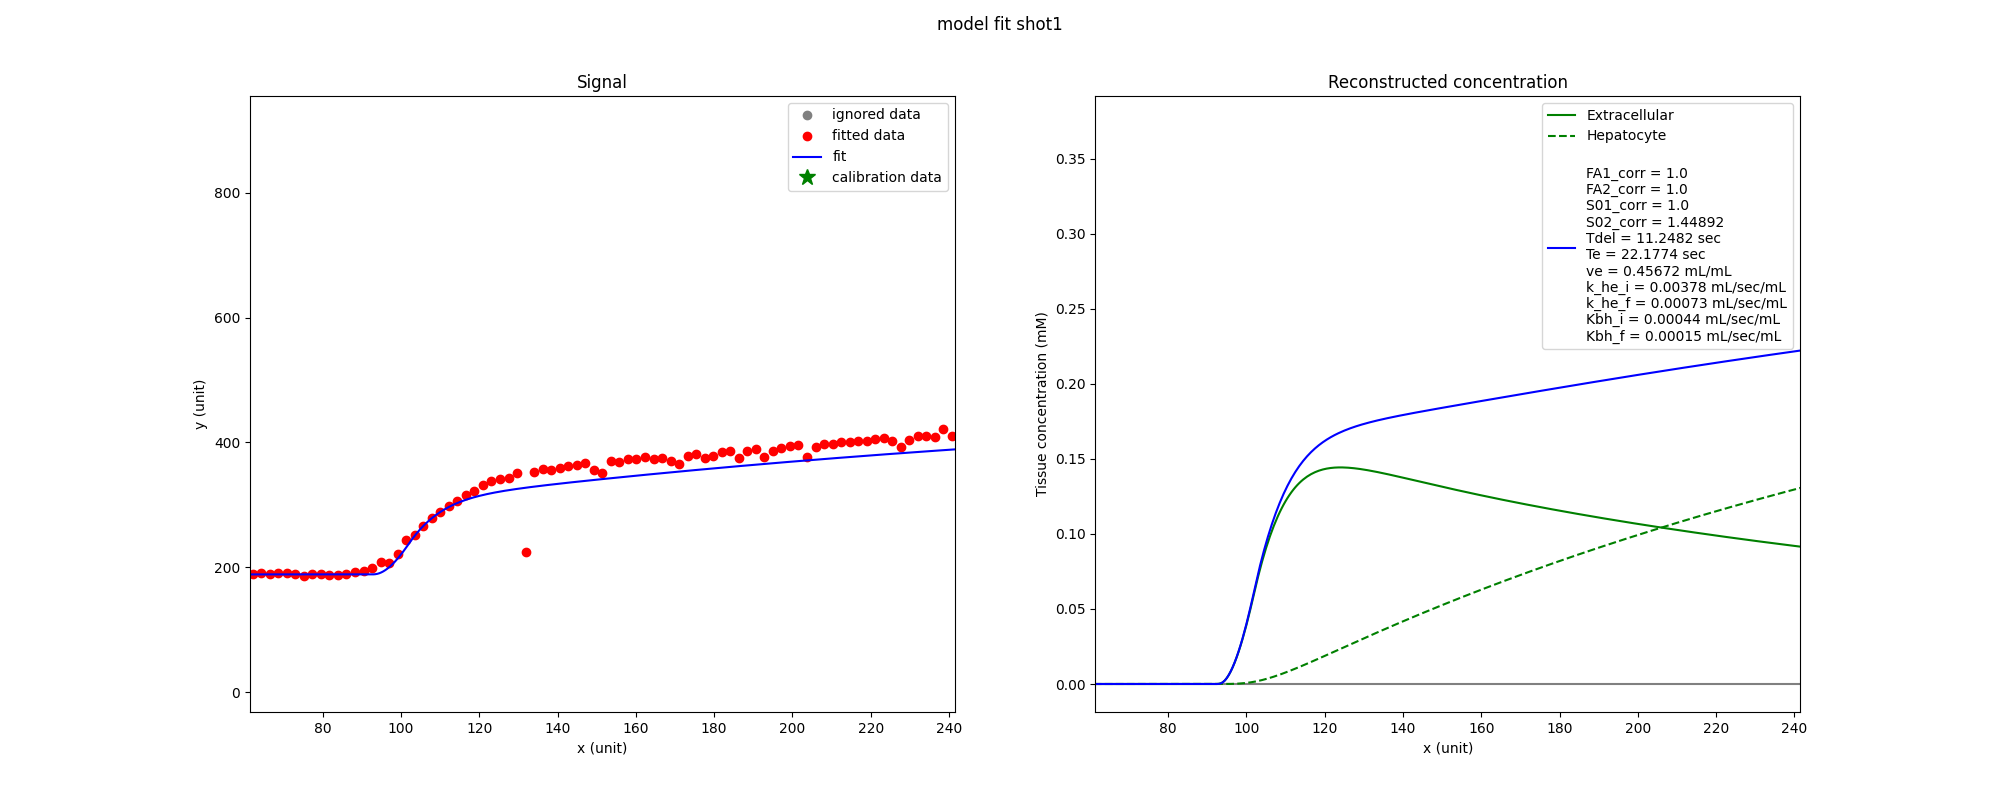 model fit shot1
Signal
ignored data
fitted data
fit
calibration data
800
600
400
200
0
y (unit)
80 100 120 140 160 180 200 220 240
x (unit)
Reconstructed concentration
Extracellular
Hepatocyte
FA1_corr = 1.0
FA2_corr = 1.0
S01_corr = 1.0
S02_corr = 1.44892
Tdel = 11.2482 sec
Te = 22.1774 sec
ve = 0.45672 mL/mL
k_he_i = 0.00378 mL/sec/mL
k_he_f = 0.00073 mL/sec/mL
Kbh_i = 0.00044 mL/sec/mL
Kbh_f = 0.00015 mL/sec/mL
0.35
0.30
0.25
0.20
0.15
0.10
0.05
0.00
Tissue concentration (mM)
80 100 120 140 160 180 200 220 240
x (unit)